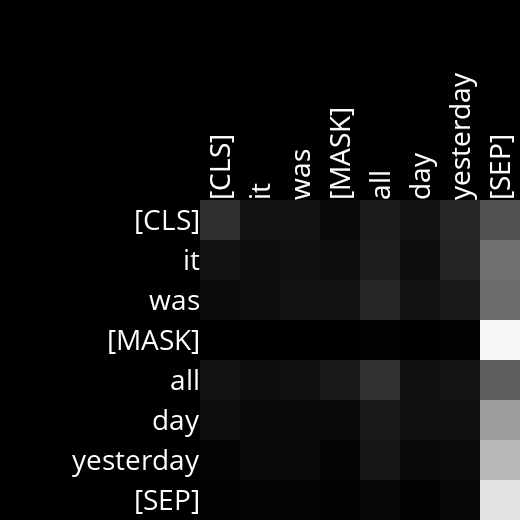 [CLS] it was [MASK] all day yesterday [SEP]
[CLS]
it
was
[MASK]
all
day
yesterday
[SEP]